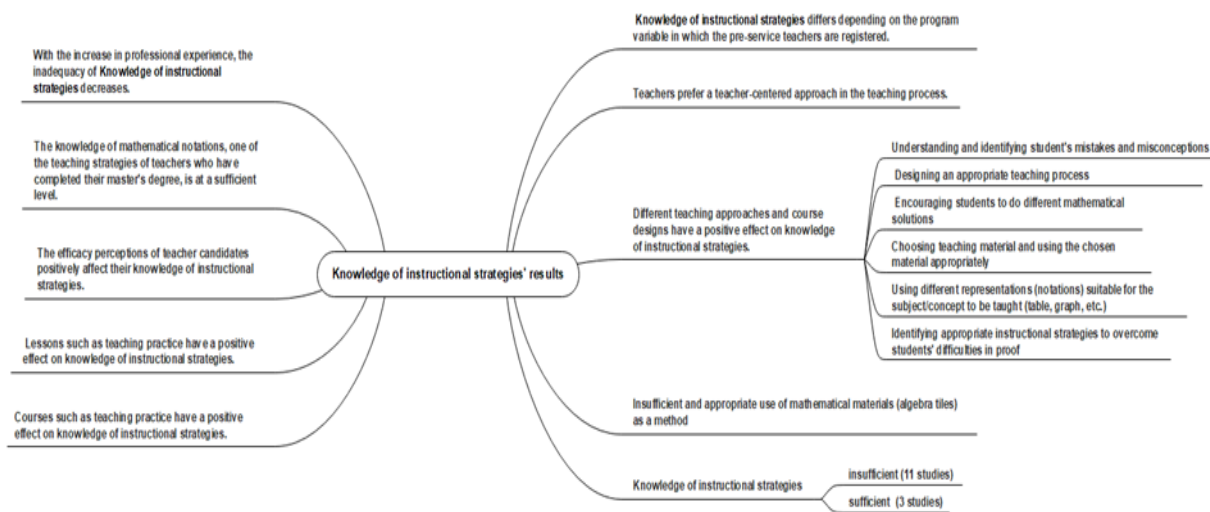 With the increase in professional experience, the
inadequacy of Knowledge of instructional
strategies decreases.
The knowledge of mathematical notations, one of
the teaching strategies of teachers who have
completed their master's degree, is at a sufficient
level.
The efficacy perceptions of teacher candidates
positively affect their knowledge of instructional
strategies.
Lessons such as teaching practice have a positive
effect on knowledge of instructional strategies.
Courses such as teaching practice have a positive
effect on knowledge of instructional strategies.
Knowledge of instructional strategies' results
Knowledge of instructional strategies differs depending on the program
variable in which the pre-service teachers are registered.
Teachers prefer a teacher-centered approach in the teaching process.
Different teaching approaches and course
designs have a positive effect on knowledge
of instructional strategies.
Understanding and identifying student's mistakes and misconceptions
Designing an appropriate teaching process
Encouraging students to do different mathematical
solutions
Choosing teaching material and using the chosen
material appropriately
Using different representations (notations) suitable for the
subject/concept to be taught (table, graph, etc.)
Identifying appropriate instructional strategies to overcome
students' difficulties in proof
Insufficient and appropriate use of mathematical materials (algebra tiles)
as a method
Knowledge of instructional strategies
insufficient (11 studies)
sufficient (3 studies)